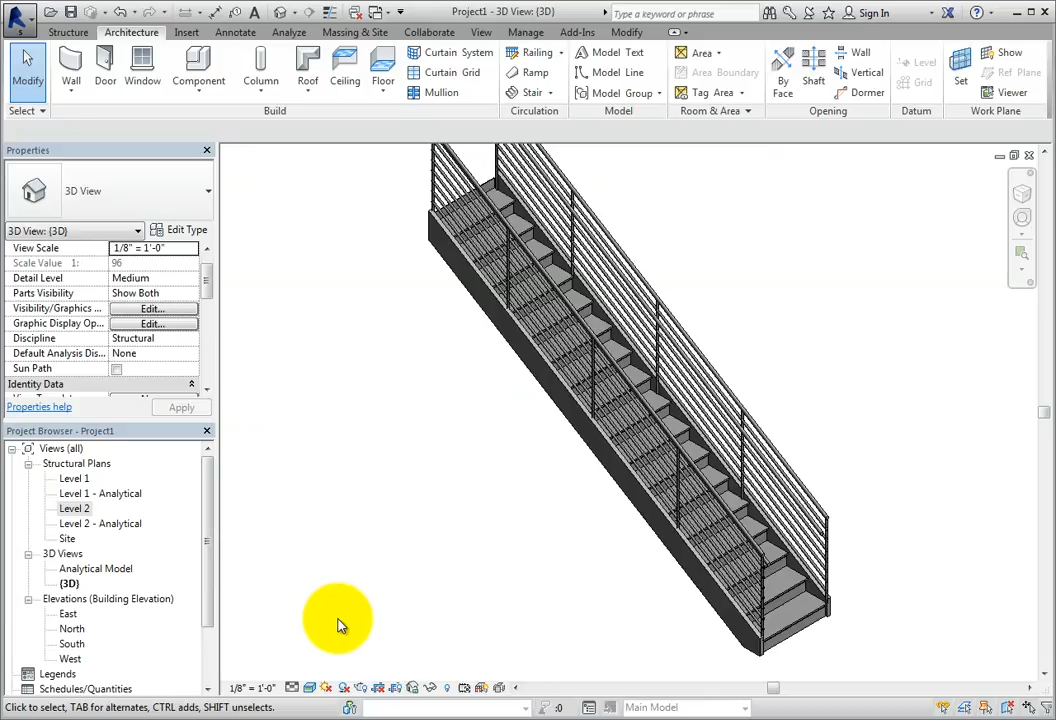 Project1 - 3D View: {3D}
Type a keyword or phrase
Sign In
Structure Architecture Insert Annotate Analyze Massing & Site Collaborate View Manage Add-Ins Modify
Modify
Wall
Door
Window
Component
Column
Roof
Ceiling
Floor
Curtain System
Curtain Grid
Mullion
Railing
Ramp
Stair
Model Text
Model Line
Model Group
Area
Area Boundary
Tag Area
By Face
Shaft
Wall
Vertical
Dormer
Level
Grid
Set
Show
Ref Plane
Viewer
Select
Build
Circulation
Model
Room & Area
Opening
Datum
Work Plane
Properties
3D View
3D View: {3D}
Edit Type
View Scale 1/8" = 1'-0"
Scale Value 1: 96
Detail Level Medium
Parts Visibility Show Both
Visibility/Graphics ... Edit...
Graphic Display Op... Edit...
Discipline Structural
Default Analysis Dis... None
Sun Path
Identity Data
Properties help
Apply
Project Browser - Project1
Views (all)
Structural Plans
Level 1
Level 1 - Analytical
Level 2
Level 2 - Analytical
Site
3D Views
Analytical Model
{3D}
Elevations (Building Elevation)
East
North
South
West
Legends
Schedules/Quantities
1/8" = 1'-0"
Click to select, TAB for alternates, CTRL adds, SHIFT unselects.
:0
Main Model